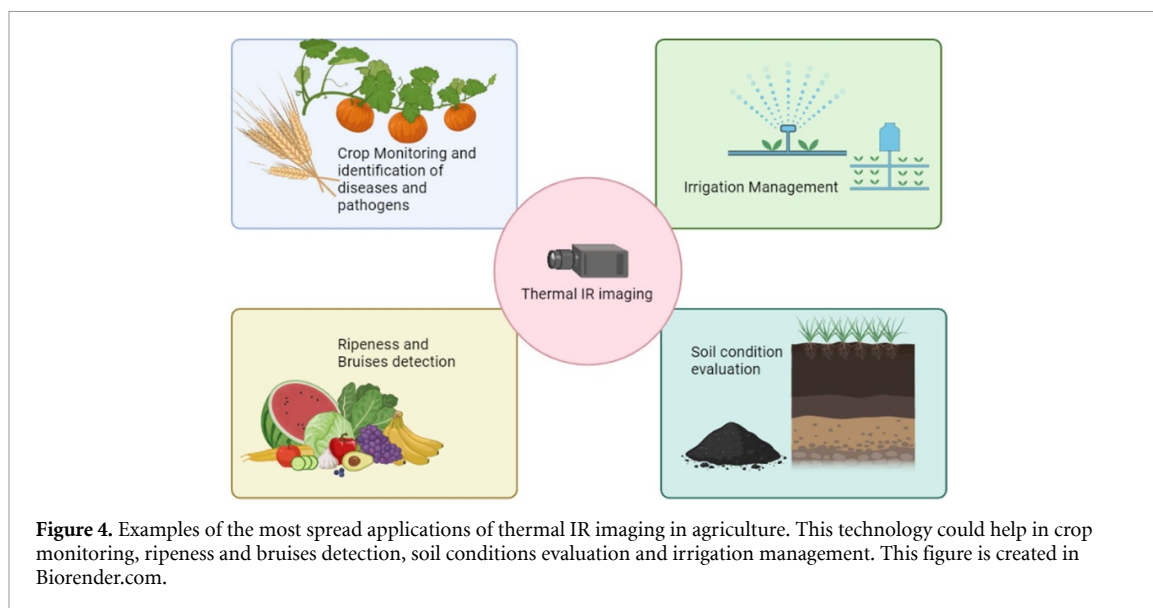 Crop Monitoring and
identification of
diseases and
pathogens
Irrigation Management
Thermal IR imaging
Ripeness and
Bruises detection
Soil condition
evaluation
Figure 4. Examples of the most spread applications of thermal IR imaging in agriculture. This technology could help in crop
monitoring, ripeness and bruises detection, soil conditions evaluation and irrigation management. This figure is created in
Biorender.com.